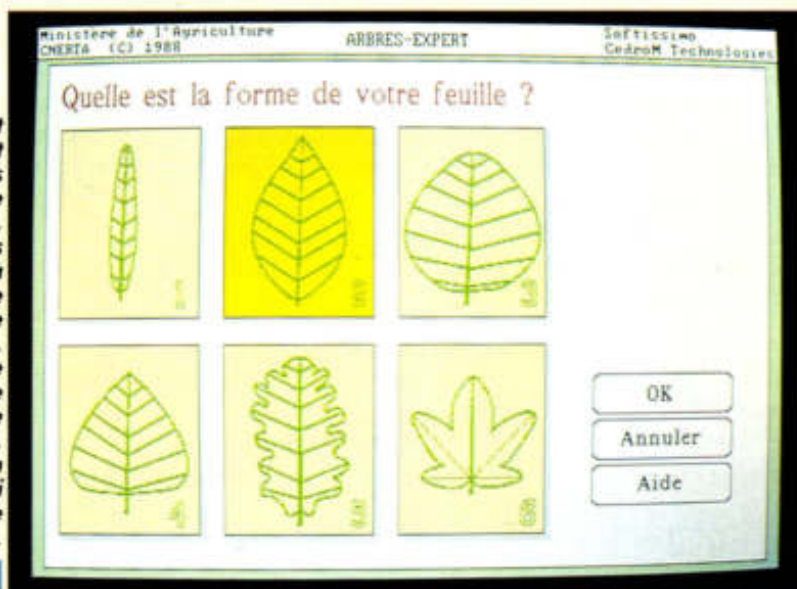 Ministère de l'Agriculture
CNERTA (C) 1988
ARBRES-EXPERT
Softissimo
CedroM Technologies
Quelle est la forme de votre feuille ?
OK
Annuler
Aide